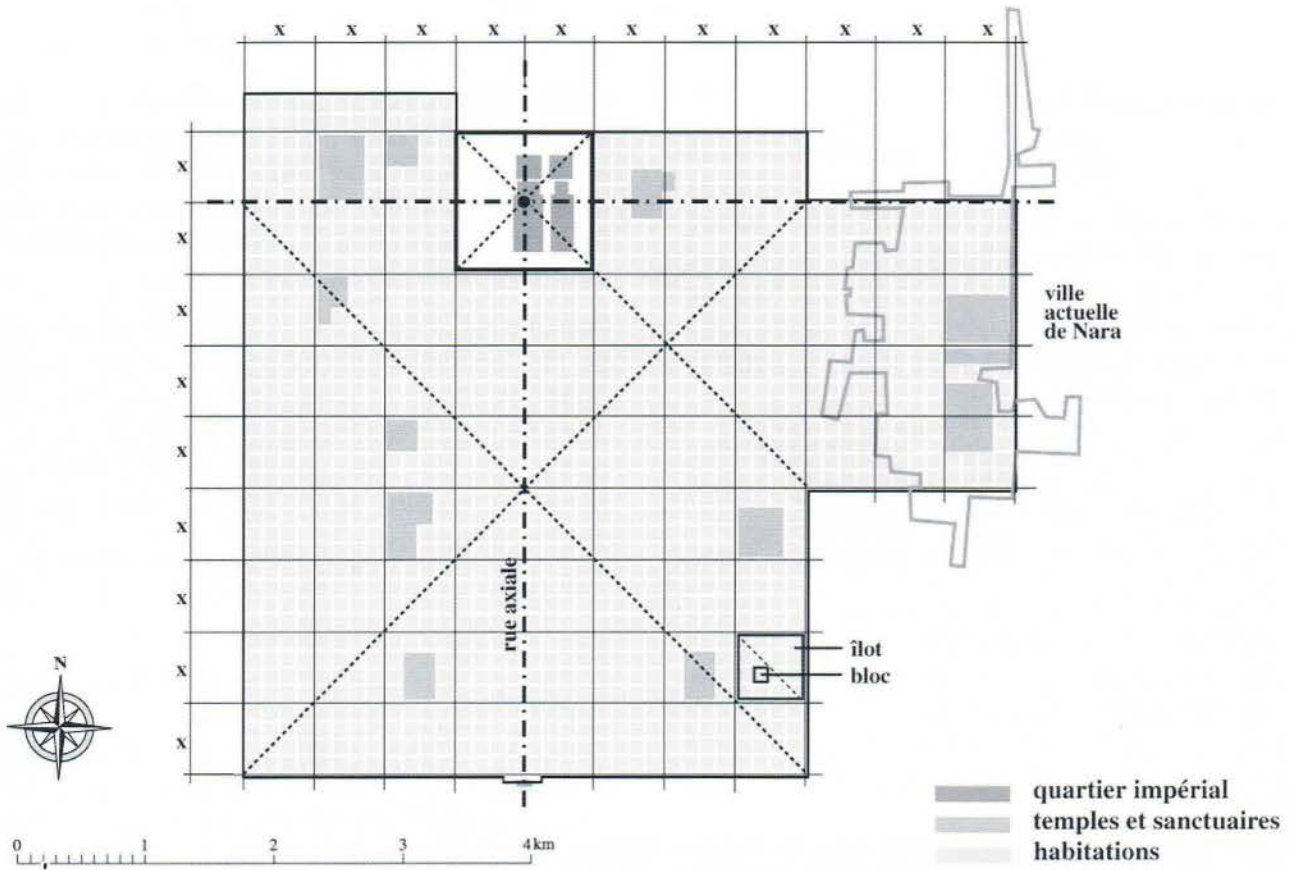 x x x x x x x x x x x
x
x
x
x
x
x
x
x
x
ville
actuelle
de Nara
rue axiale
îlot
bloc
N
0 1 2 3 4 km
quartier impérial
temples et sanctuaires
habitations